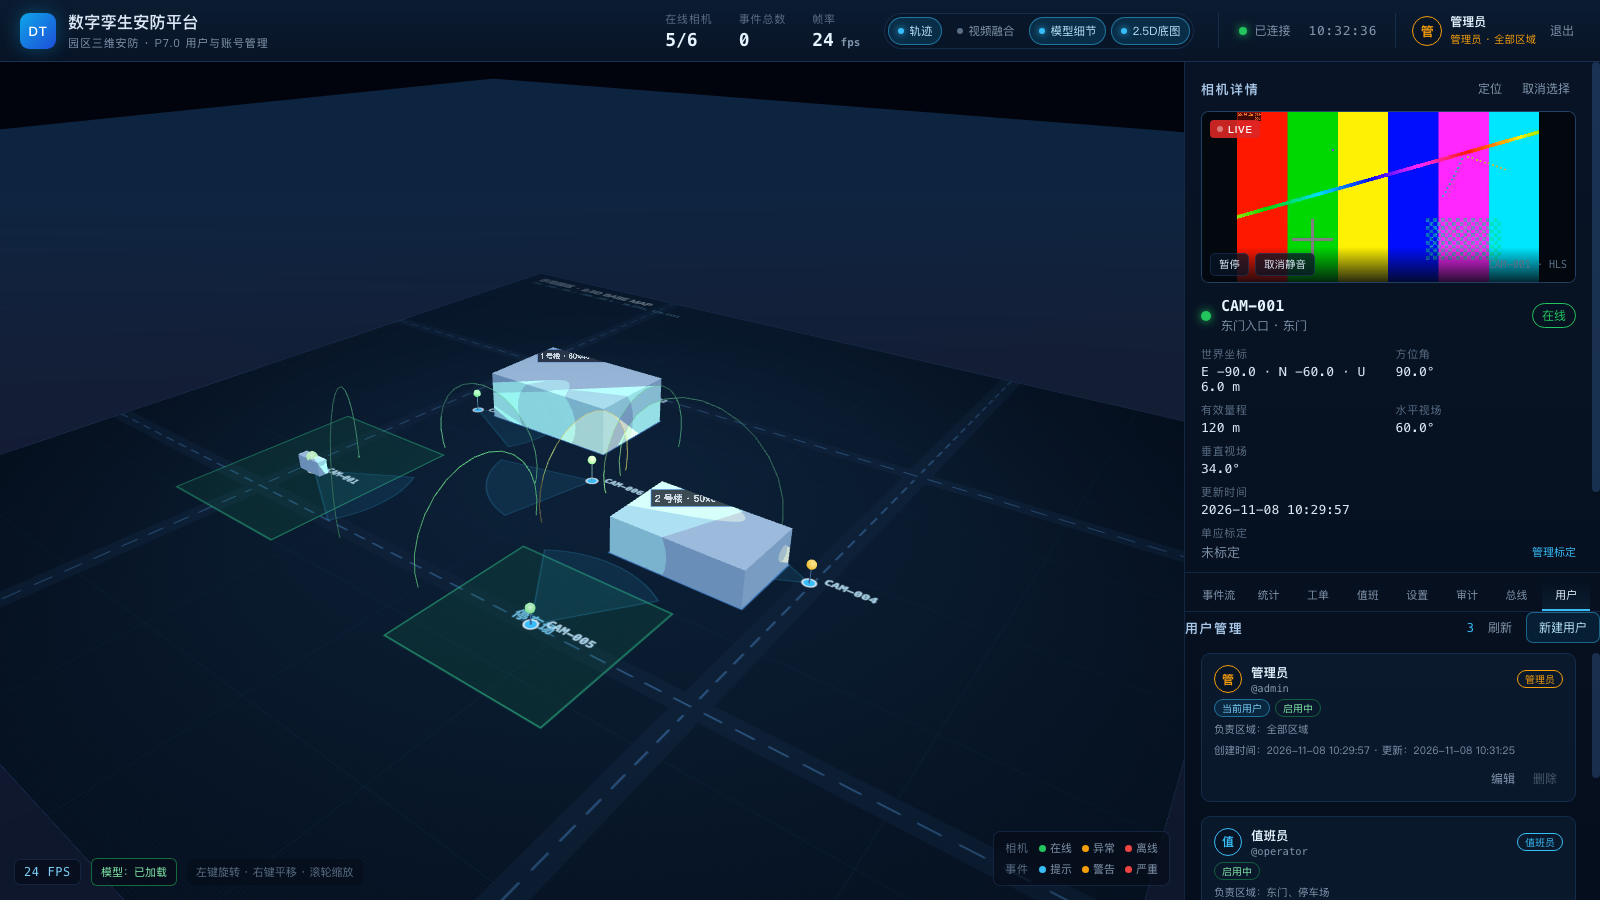 DT
数字孪生安防平台
园区三维安防 · P7.0 用户与账号管理
在线相机
5/6
事件总数
0
帧率
24 fps
轨迹
视频融合
模型细节
2.5D底图
已连接
10:32:36
管
管理员
管理员 · 全部区域
退出
1 号楼 · 60x40
CAM-001
CAM-006
2 号楼 ·
CAM-004
停车场
CAM-005
24 FPS
模型: 已加载
左键旋转 · 右键平移 · 滚轮缩放
相机
在线
异常
离线
事件
提示
警告
严重
相机详情
定位
取消选择
LIVE
暂停
取消静音
CAM-001 · HLS
CAM-001
东门入口 · 东门
在线
世界坐标
E -90.0 · N -60.0 · U 6.0 m
方位角
90.0°
有效量程
120 m
水平视场
60.0°
垂直视场
34.0°
更新时间
2026-11-08 10:29:57
单应标定
未标定
管理标定
事件流
统计
工单
值班
设置
审计
总线
用户
用户管理
3
刷新
新建用户
管
管理员
@admin
管理员
当前用户
启用中
负责区域: 全部区域
创建时间: 2026-11-08 10:29:57 · 更新: 2026-11-08 10:31:25
编辑
删除
值
值班员
@operator
值班员
启用中
负责区域: 东门、停车场